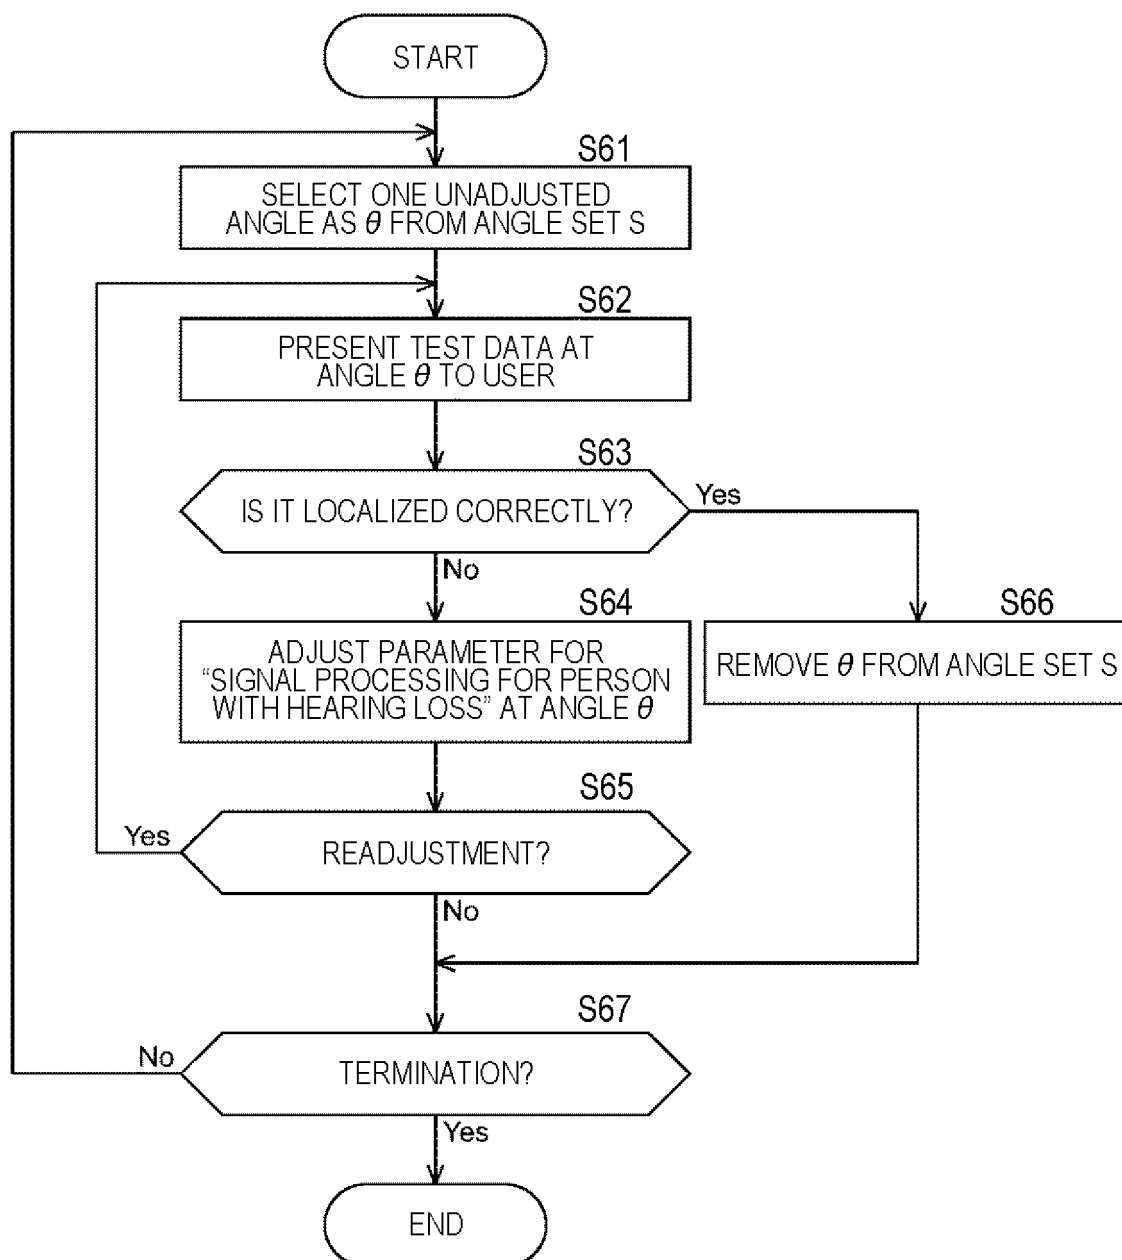 START
S61
SELECT ONE UNADJUSTED
ANGLE AS θ FROM ANGLE SET S
S62
PRESENT TEST DATA AT
ANGLE θ TO USER
S63
IS IT LOCALIZED CORRECTLY?
Yes
No
S64
ADJUST PARAMETER FOR
“SIGNAL PROCESSING FOR PERSON
WITH HEARING LOSS” AT ANGLE θ
S66
REMOVE θ FROM ANGLE SET S
S65
READJUSTMENT?
Yes
No
S67
TERMINATION?
No
Yes
END